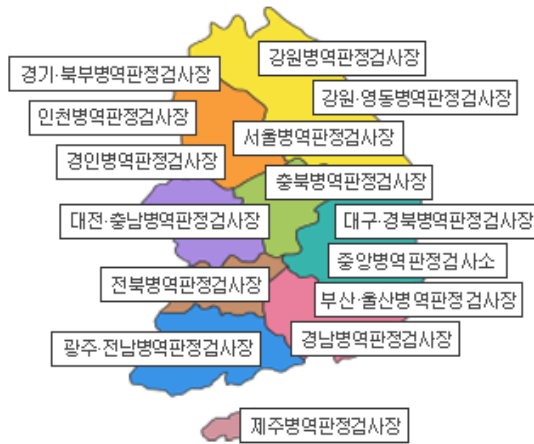 강원병역판정검사장
경기·북부병역판정검사장
강원·영동병역판정검사장
인천병역판정검사장
서울병역판정검사장
경인병역판정검사장
충북병역판정검사장
대전·충남병역판정검사장
대구·경북병역판정검사장
중앙병역판정검사소
전북병역판정검사장
부산·울산병역판정검사장
경남병역판정검사장
광주·전남병역판정검사장
제주병역판정검사장